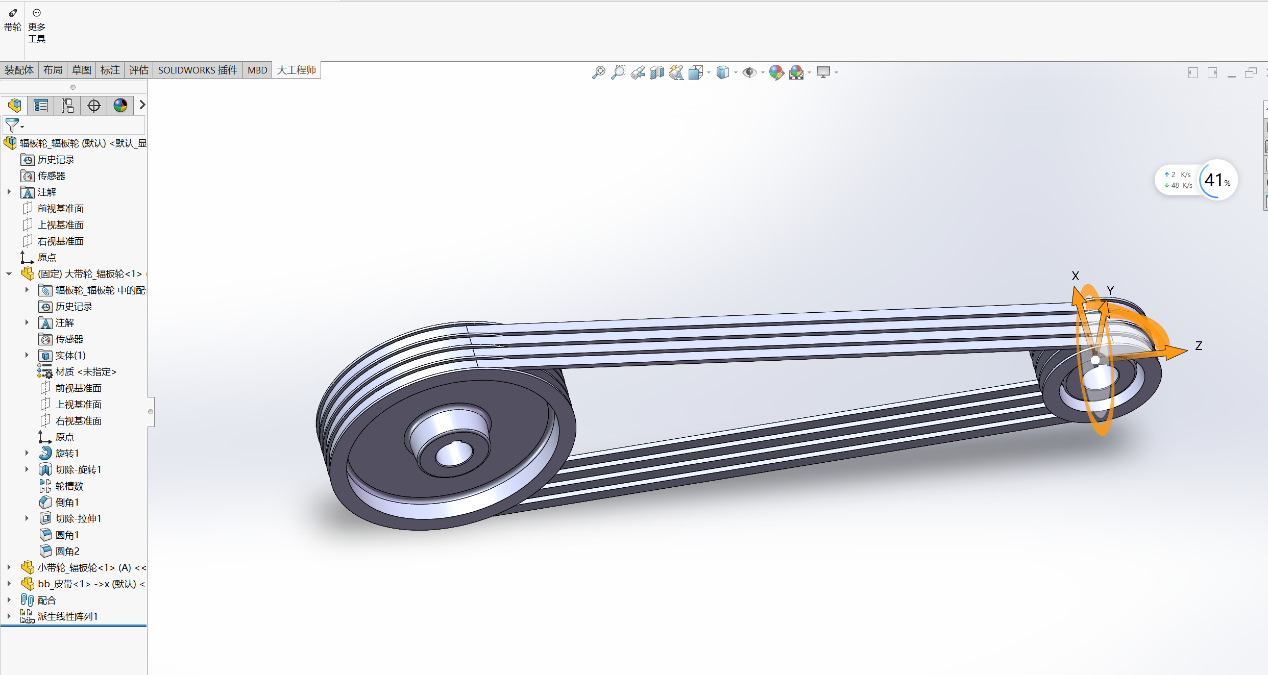 带轮
更多
工具
装配体 布局 草图 标注 评估 SOLIDWORKS 插件 MBD 大工程师
辐板轮_辐板轮 (默认) <默认_显
历史记录
传感器
注解
前视基准面
上视基准面
右视基准面
原点
(固定) 大带轮_辐板轮<1> (
辐板轮_辐板轮 中的配
历史记录
注解
传感器
实体(1)
材质 <未指定>
前视基准面
上视基准面
右视基准面
原点
旋转1
切除-旋转1
轮槽数
倒角1
切除-拉伸1
圆角1
圆角2
小带轮_辐板轮<1> (A) <<
bb_皮带<1> ->x (默认) <
配合
派生线性阵列1
↑ 2 K/s
↓ 48 K/s
41%
X
Y
Z